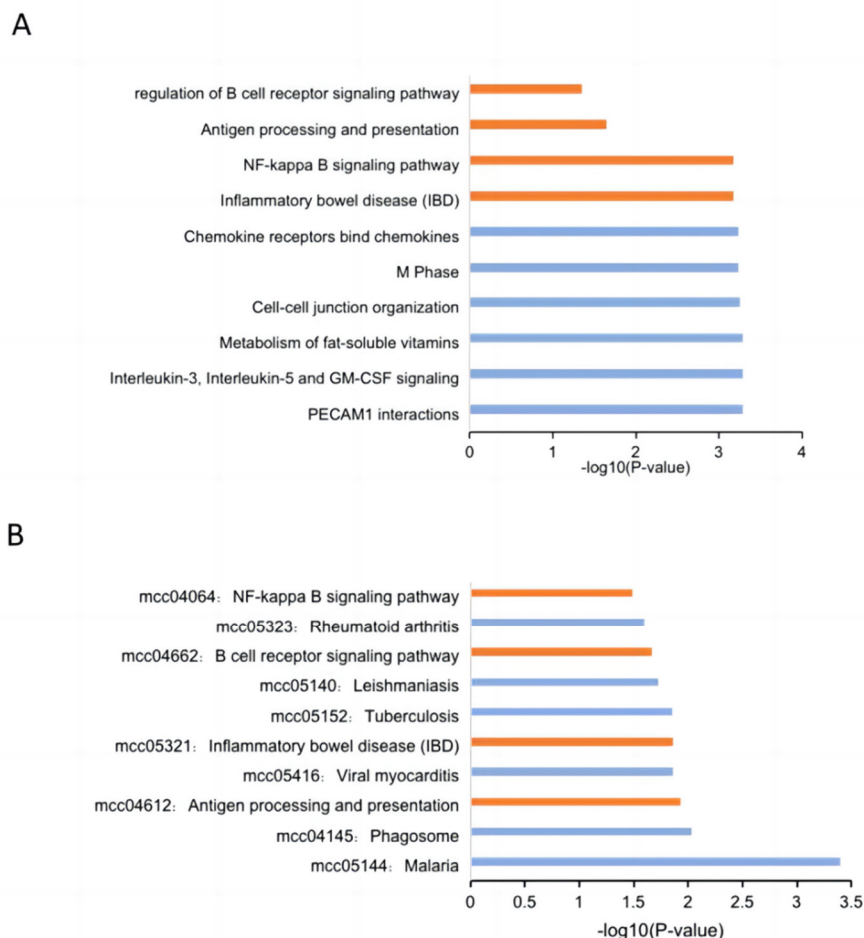 A
regulation of B cell receptor signaling pathway
Antigen processing and presentation
NF-kappa B signaling pathway
Inflammatory bowel disease (IBD)
Chemokine receptors bind chemokines
M Phase
Cell-cell junction organization
Metabolism of fat-soluble vitamins
Interleukin-3, Interleukin-5 and GM-CSF signaling
PECAM1 interactions
0 1 2 3 4
-log10(P-value)
B
mcc04064: NF-kappa B signaling pathway
mcc05323: Rheumatoid arthritis
mcc04662: B cell receptor signaling pathway
mcc05140: Leishmaniasis
mcc05152: Tuberculosis
mcc05321: Inflammatory bowel disease (IBD)
mcc05416: Viral myocarditis
mcc04612: Antigen processing and presentation
mcc04145: Phagosome
mcc05144: Malaria
0 0.5 1 1.5 2 2.5 3 3.5
-log10(P-value)